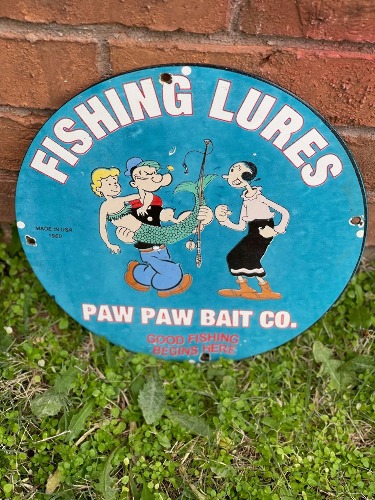 FISHING LURES
MADE IN USA
1960
PAW PAW BAIT CO.
GOOD FISHING
BEGINS HERE